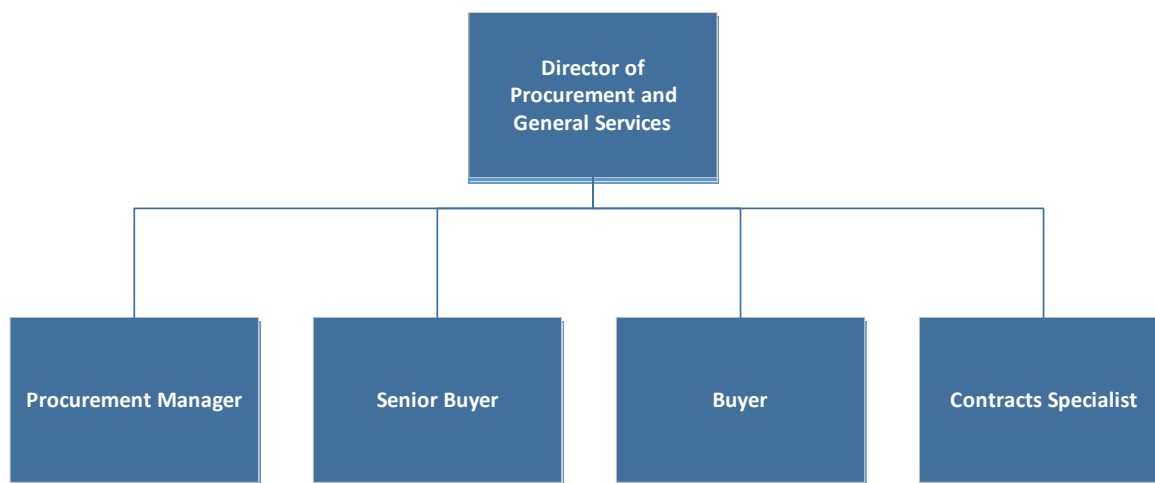 Director of
Procurement and
General Services
Procurement Manager
Senior Buyer
Buyer
Contracts Specialist